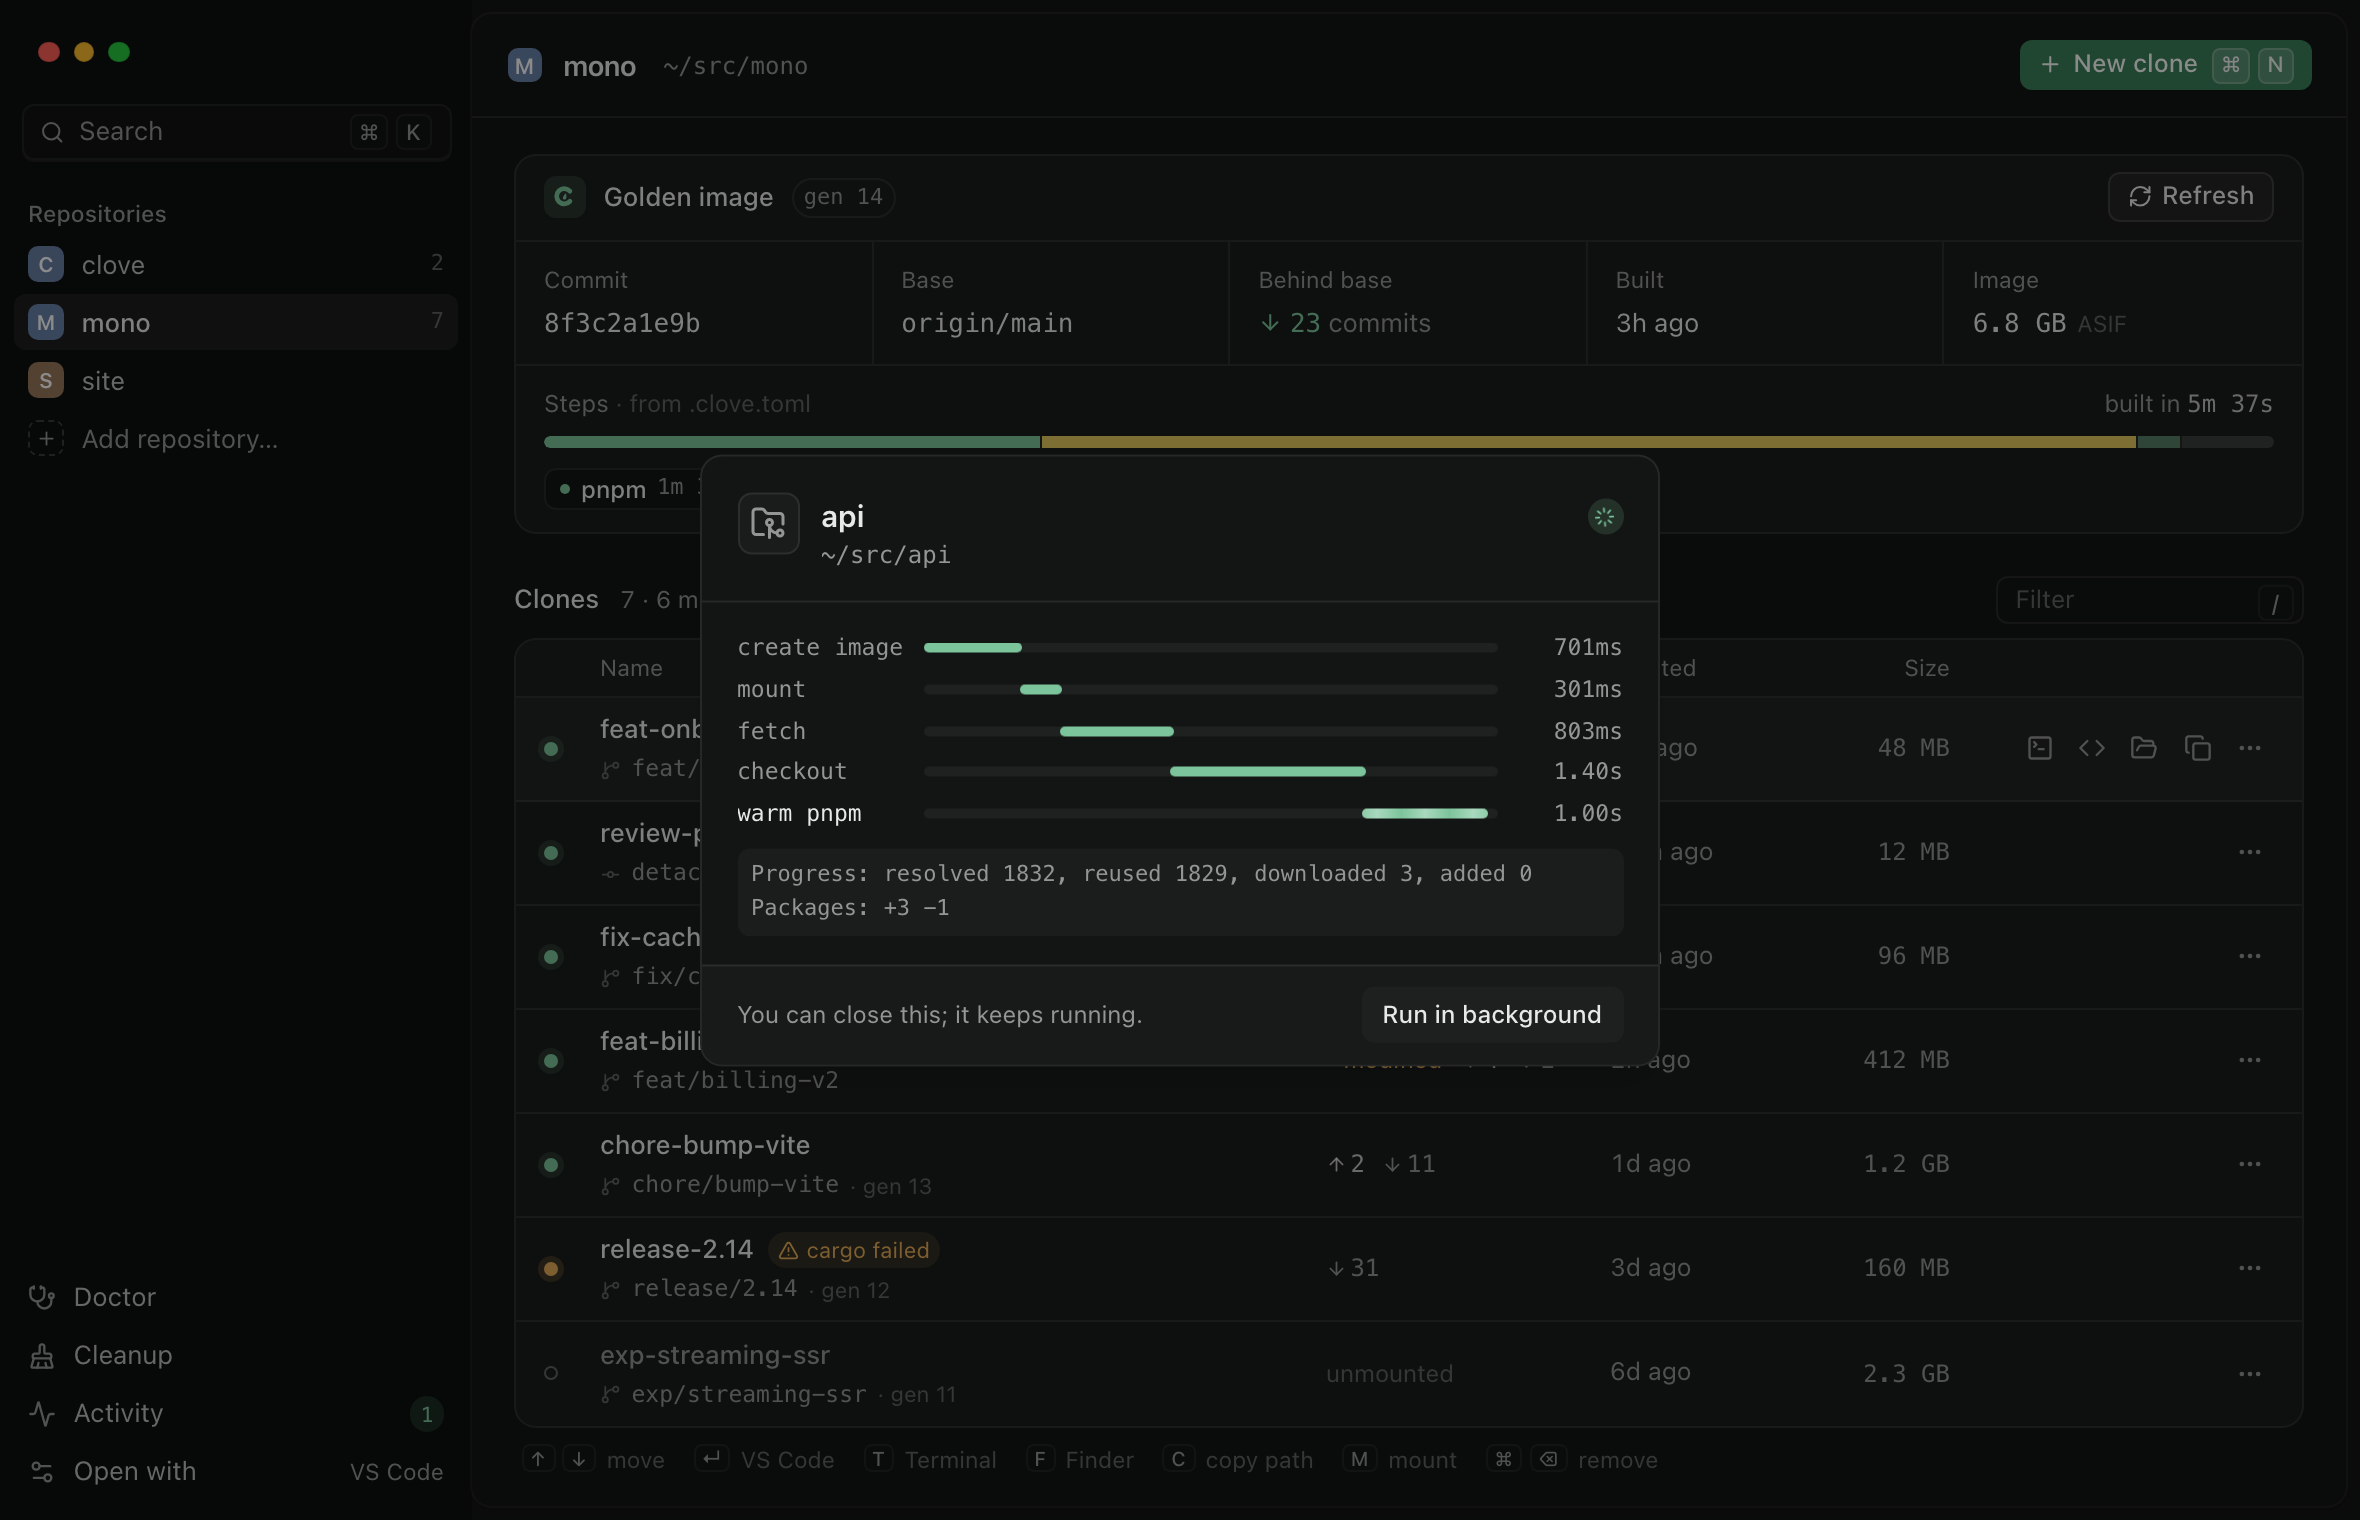 M mono ~/src/mono
+ New clone ⌘ N
Search ⌘ K
Repositories
C clove 2
M mono 7
S site
+ Add repository...
Doctor
Cleanup
Activity 1
Open with VS Code
Golden image gen 14
Refresh
Commit
8f3c2a1e9b
Base
origin/main
Behind base
↓ 23 commits
Built
3h ago
Image
6.8 GB ASIF
Steps · from .clove.toml
built in 5m 37s
pnpm 1m
Clones 7 · 6 m
Filter /
Name
ted
Size
feat-onb
feat/
ago
48 MB
review-p
detac
ago
12 MB
fix-cach
fix/c
ago
96 MB
feat-billi
feat/billing-v2
ago
412 MB
chore-bump-vite
chore/bump-vite · gen 13
↑2 ↓11
1d ago
1.2 GB
release-2.14 cargo failed
release/2.14 · gen 12
↓31
3d ago
160 MB
exp-streaming-ssr
exp/streaming-ssr · gen 11
unmounted
6d ago
2.3 GB
↑ ↓ move
↵ VS Code
T Terminal
F Finder
C copy path
M mount
⌘ ⌫ remove
api
~/src/api
create image 701ms
mount 301ms
fetch 803ms
checkout 1.40s
warm pnpm 1.00s
Progress: resolved 1832, reused 1829, downloaded 3, added 0
Packages: +3 -1
You can close this; it keeps running.
Run in background